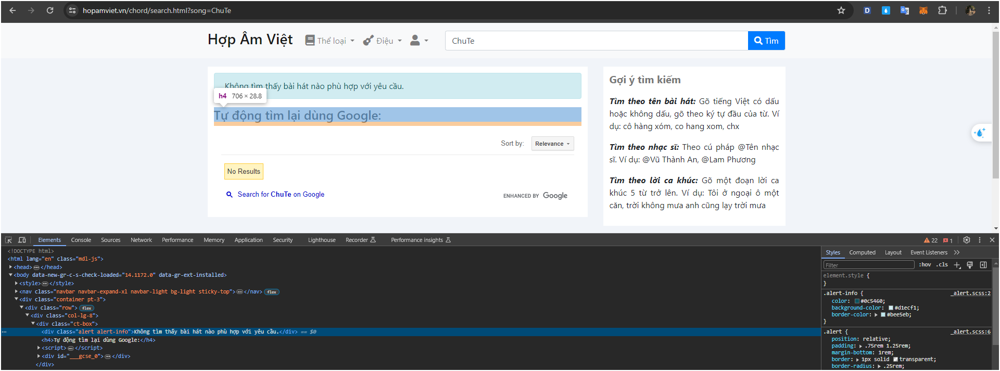 hopamviet.vn/chord/search.html?song=ChuTe
Hợp Âm Việt
Thể loại
Điệu
ChuTe
Tìm
Không tìm thấy bài hát nào phù hợp với yêu cầu.
h4 706 × 28.8
Tự động tìm lại dùng Google:
Sort by:
Relevance
No Results
Search for ChuTe on Google
ENHANCED BY Google
Gợi ý tìm kiếm
Tìm theo tên bài hát: Gõ tiếng Việt có dấu
hoặc không dấu, gõ theo ký tự đầu của từ. Ví
dụ: cô hàng xóm, co hang xom, chx
Tìm theo nhạc sĩ: Theo cú pháp @Tên nhạc
sĩ. Ví dụ: @Vũ Thành An, @Lam Phương
Tìm theo lời ca khúc: Gõ một đoạn lời ca
khúc 5 từ trở lên. Ví dụ: Tôi ở ngoại ô một
căn, trời không mưa anh cũng lạy trời mưa
Elements Console Sources Network Performance Memory Application Security Lighthouse Recorder Performance insights 22 1
<!DOCTYPE html>
<html lang="en" class="mdl-js">
<head>…</head>
<body data-new-gr-c-s-check-loaded="14.1172.0" data-gr-ext-installed>
<style>…</style>
<nav class="navbar navbar-expand-xl navbar-light bg-light sticky-top">…</nav> flex
<div class="container pt-3">
<div class="row"> flex
<div class="col-lg-8">
<div class="ct-box">
<div class="alert alert-info">Không tìm thấy bài hát nào phù hợp với yêu cầu.</div> == $0
<h4>Tự động tìm lại dùng Google:</h4>
<script>…</script>
<div id="___gcse_0">…</div>
</div>
Styles Computed Layout Event Listeners
Filter :hov .cls
element.style {
}
.alert-info { _alert.scss:2
color: #0c5460;
background-color: #d1ecf1;
border-color: #bee5eb;
}
.alert { _alert.scss:6
position: relative;
padding: .75rem 1.25rem;
margin-bottom: 1rem;
border: 1px solid transparent;
border-radius: .25rem;